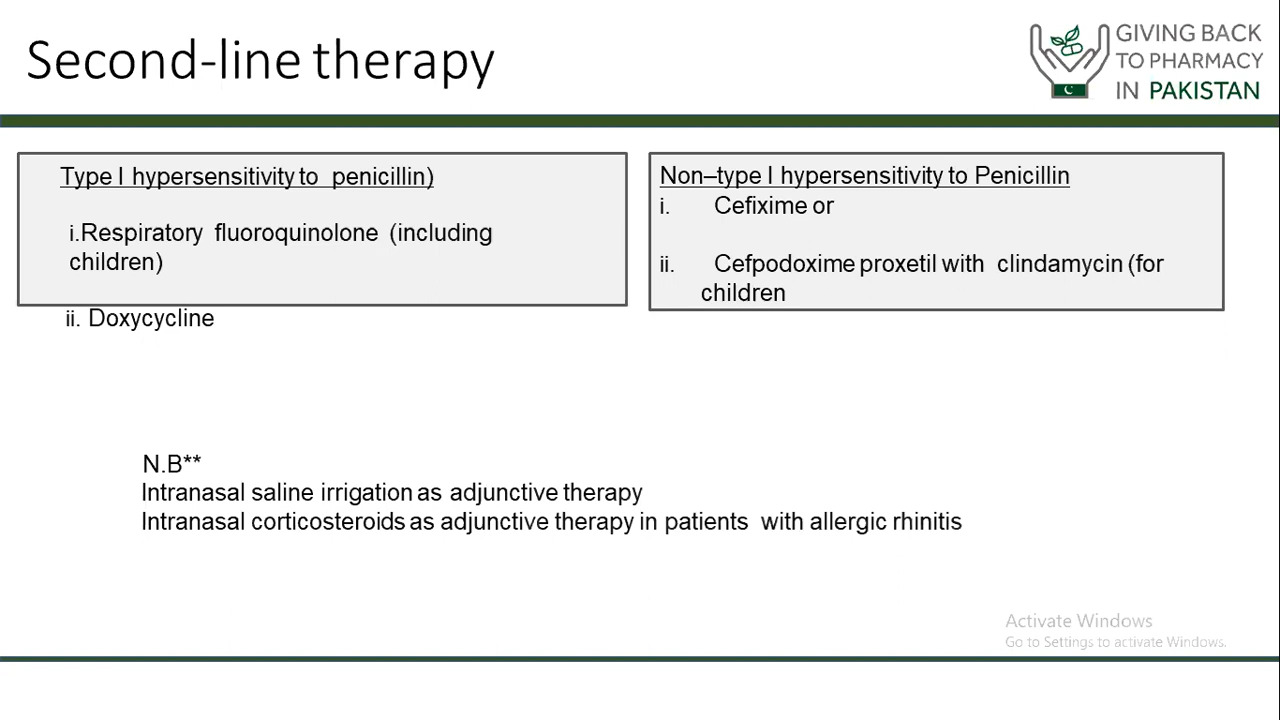 Second-line therapy
GIVING BACK
TO PHARMACY
IN PAKISTAN
Type I hypersensitivity to penicillin)
i.Respiratory fluoroquinolone (including
children)
ii. Doxycycline
Non–type I hypersensitivity to Penicillin
i. Cefixime or
ii. Cefpodoxime proxetil with clindamycin (for
children
N.B**
Intranasal saline irrigation as adjunctive therapy
Intranasal corticosteroids as adjunctive therapy in patients with allergic rhinitis
Activate Windows
Go to Settings to activate Windows.